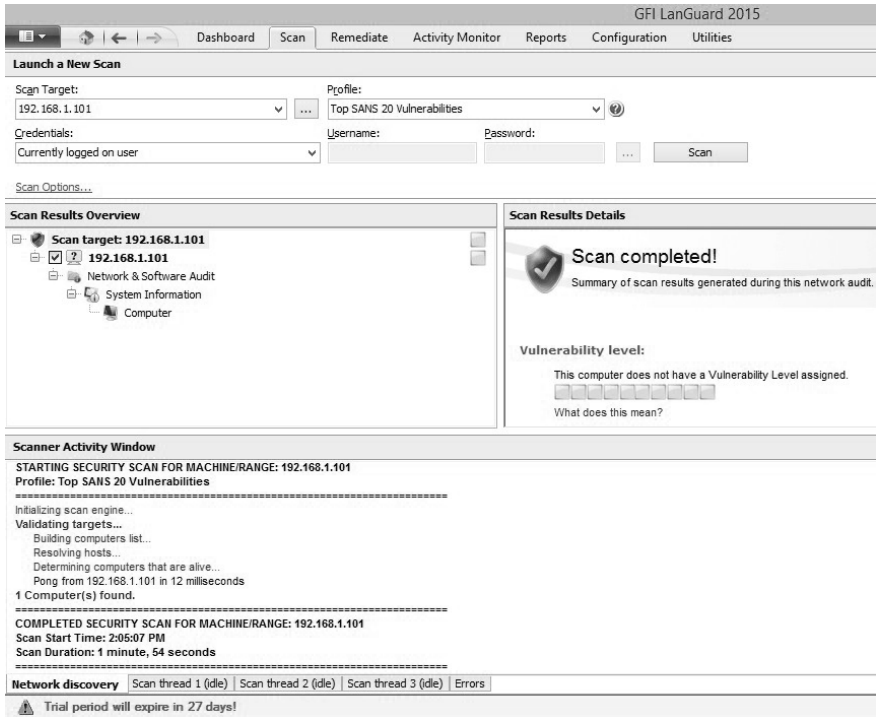 GFI LanGuard 2015
Dashboard Scan Remediate Activity Monitor Reports Configuration Utilities
Launch a New Scan
Scan Target:
Profile:
192.168.1.101
...
Top SANS 20 Vulnerabilities
Credentials:
Username:
Password:
Currently logged on user
...
Scan
Scan Options...
Scan Results Overview
Scan target: 192.168.1.101
192.168.1.101
Network & Software Audit
System Information
Computer
Scan Results Details
Scan completed!
Summary of scan results generated during this network audit.
Vulnerability level:
This computer does not have a Vulnerability Level assigned.
What does this mean?
Scanner Activity Window
STARTING SECURITY SCAN FOR MACHINE/RANGE: 192.168.1.101
Profile: Top SANS 20 Vulnerabilities
Initializing scan engine...
Validating targets...
Building computers list...
Resolving hosts...
Determining computers that are alive...
Pong from 192.168.1.101 in 12 milliseconds
1 Computer(s) found.
COMPLETED SECURITY SCAN FOR MACHINE/RANGE: 192.168.1.101
Scan Start Time: 2:05:07 PM
Scan Duration: 1 minute, 54 seconds
Network discovery Scan thread 1 (idle) Scan thread 2 (idle) Scan thread 3 (idle) Errors
Trial period will expire in 27 days!